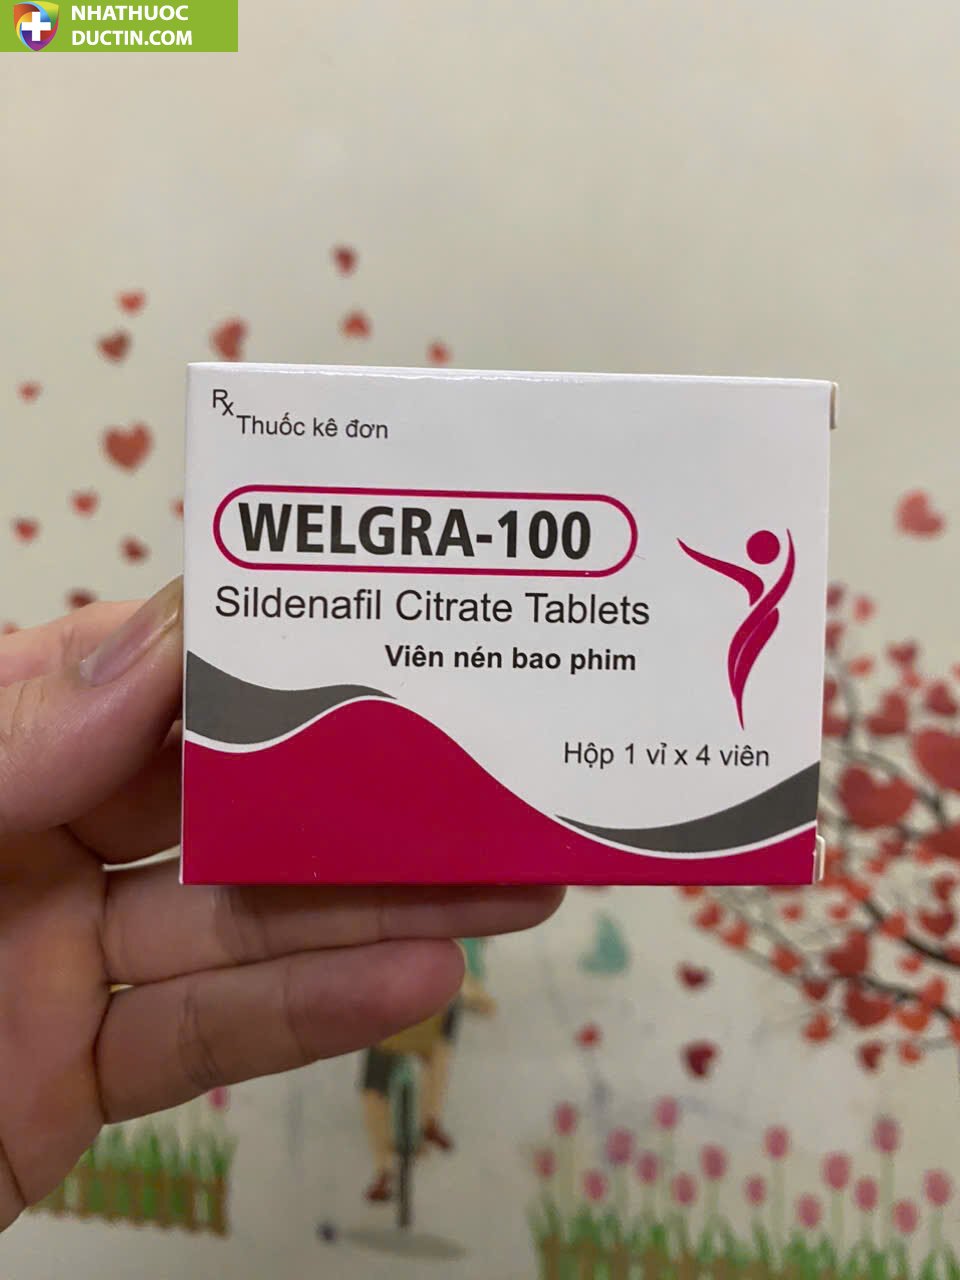 NHATHUOC
DUCTIN.COM
Rx Thuốc kê đơn
WELGRA-100
Sildenafil Citrate Tablets
Viên nén bao phim
Hộp 1 vỉ x 4 viên